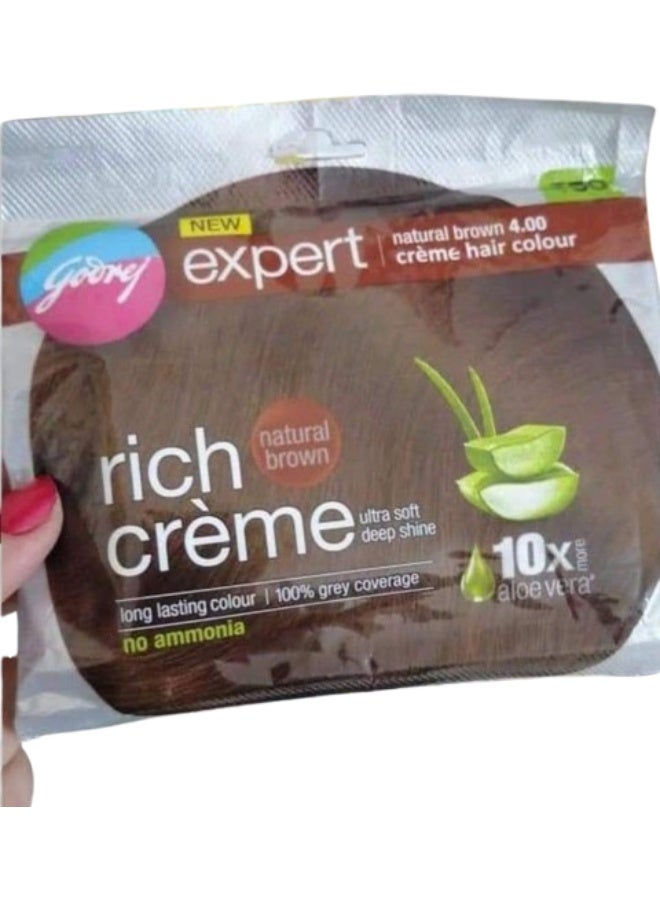 NEW
Godrej
expert
natural brown 4.00
crème hair colour
natural
brown
rich
crème
ultra soft
deep shine
10x
more
aloe vera*
long lasting colour | 100% grey coverage
no ammonia